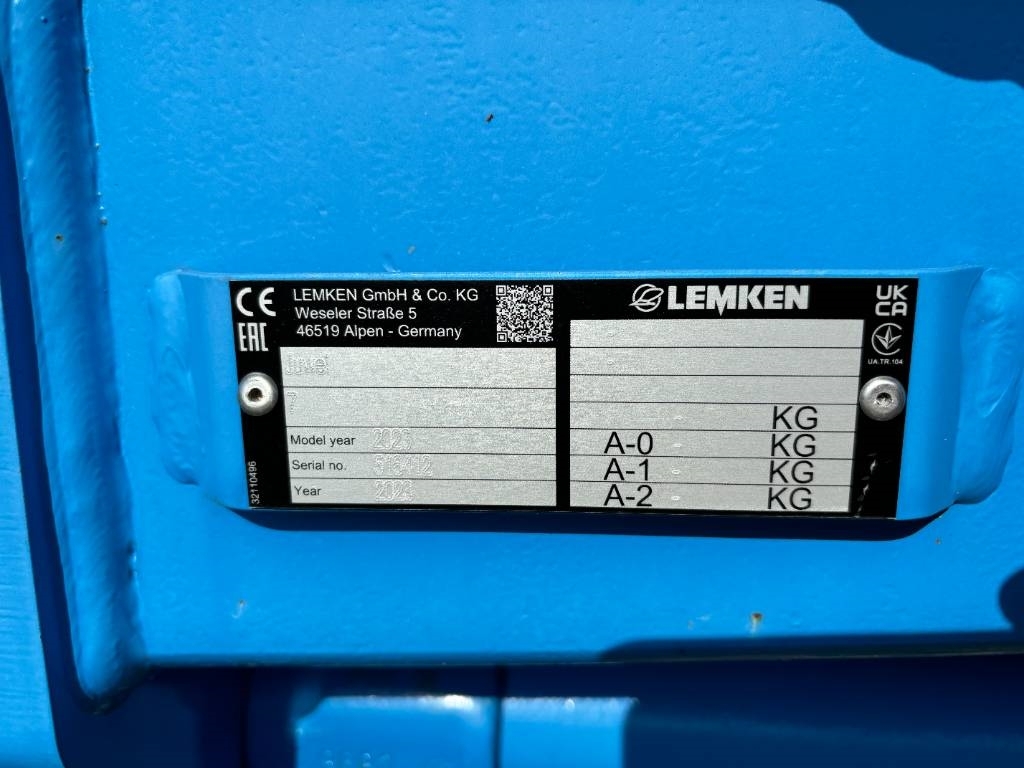 CE
EAC
LEMKEN GmbH & Co. KG
Weseler Straße 5
46519 Alpen - Germany
7
Model year
Serial no.
Year
32110496
LEMKEN
UK
CA
UA.TR.104
KG
A-0 - KG
A-1 - KG
A-2 - KG